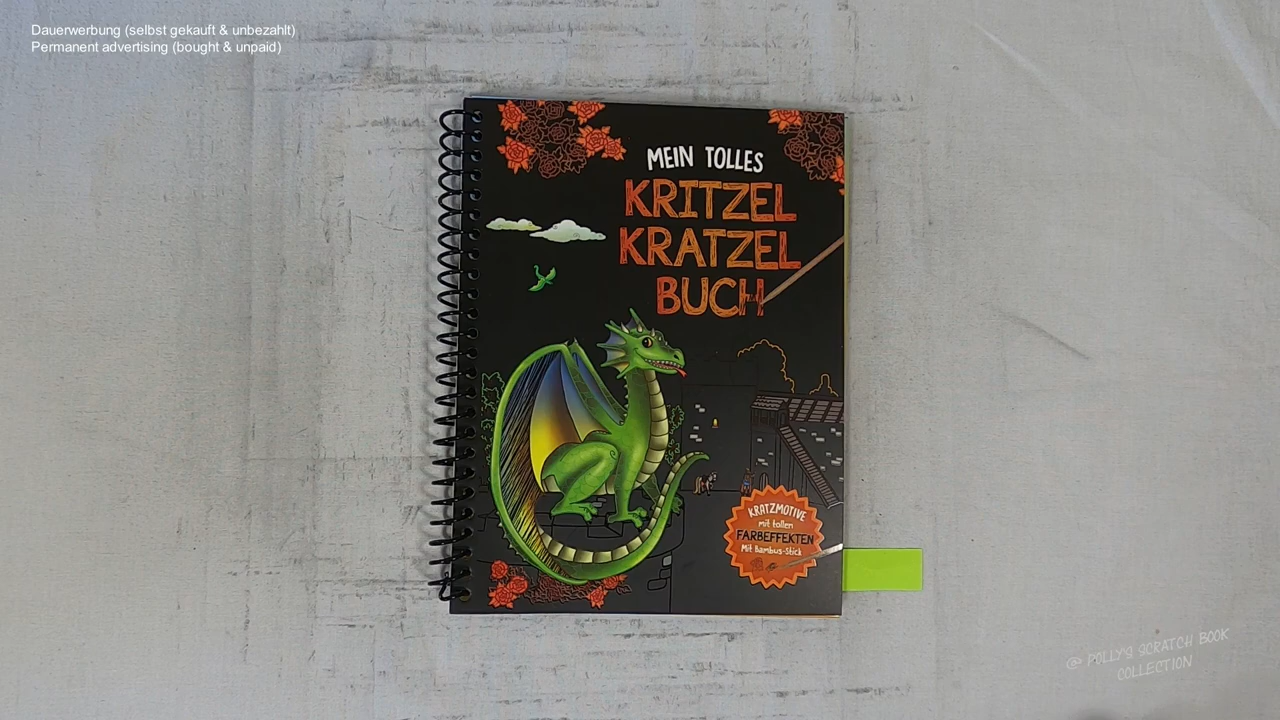 Dauerwerbung (selbst gekauft & unbezahlt)
Permanent advertising (bought & unpaid)
MEIN TOLLES
KRITZEL
KRATZEL
BUCH
KRATZMOTIVE
mit tollen
FARBEFFEKTEN
Mit Bambus-Stick
@ POLLY'S SCRATCH BOOK
COLLECTION